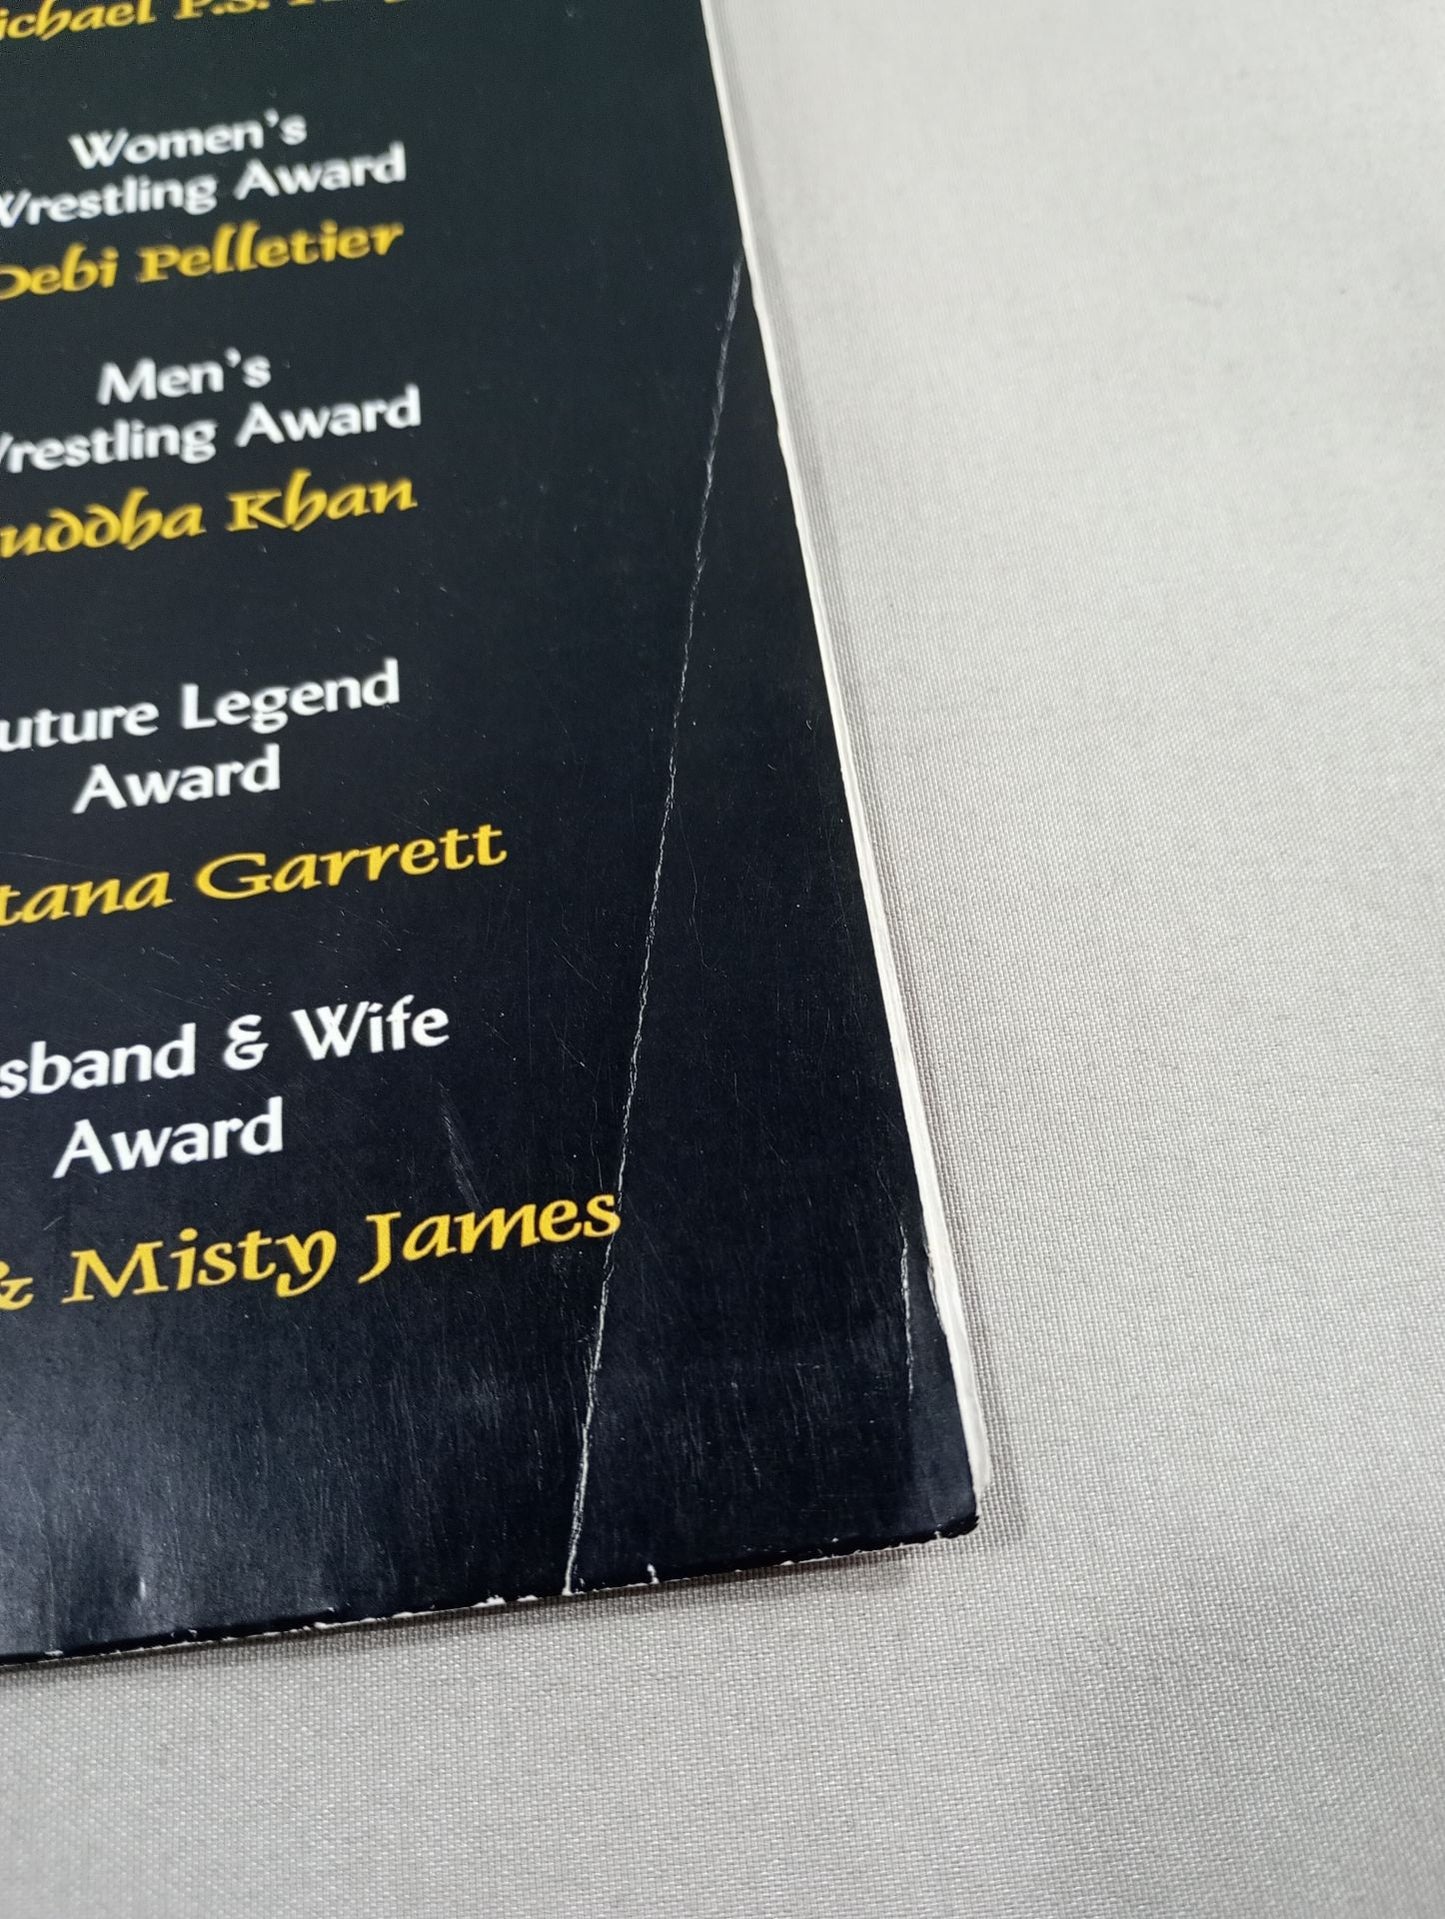 ichael P.S.
Women's
Wrestling Award
Debi Pelletier
Men's
Wrestling Award
uddha Khan
uture Legend
Award
tana Garrett
sband & Wife
Award
& Misty James